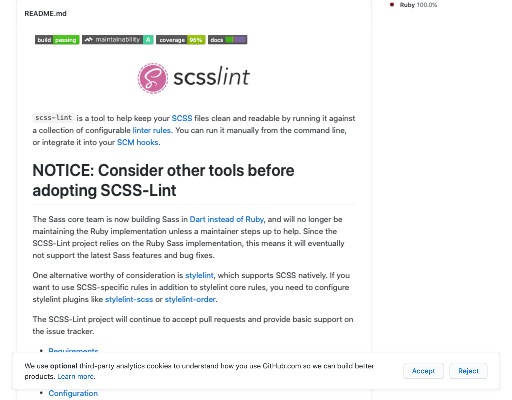 README.md
Ruby 100.0%
build passing maintainability A coverage 96% docs
scsslint
scss-lint is a tool to help keep your SCSS files clean and readable by running it against
a collection of configurable linter rules. You can run it manually from the command line,
or integrate it into your SCM hooks.
NOTICE: Consider other tools before
adopting SCSS-Lint
The Sass core team is now building Sass in Dart instead of Ruby, and will no longer be
maintaining the Ruby implementation unless a maintainer steps up to help. Since the
SCSS-Lint project relies on the Ruby Sass implementation, this means it will eventually
not support the latest Sass features and bug fixes.
One alternative worthy of consideration is stylelint, which supports SCSS natively. If you
want to use SCSS-specific rules in addition to stylelint core rules, you need to configure
stylelint plugins like stylelint-scss or stylelint-order.
The SCSS-Lint project will continue to accept pull requests and provide basic support on
the issue tracker.
Requirements
We use optional third-party analytics cookies to understand how you use GitHub.com so we can build better
products. Learn more.
Accept
Reject
Configuration